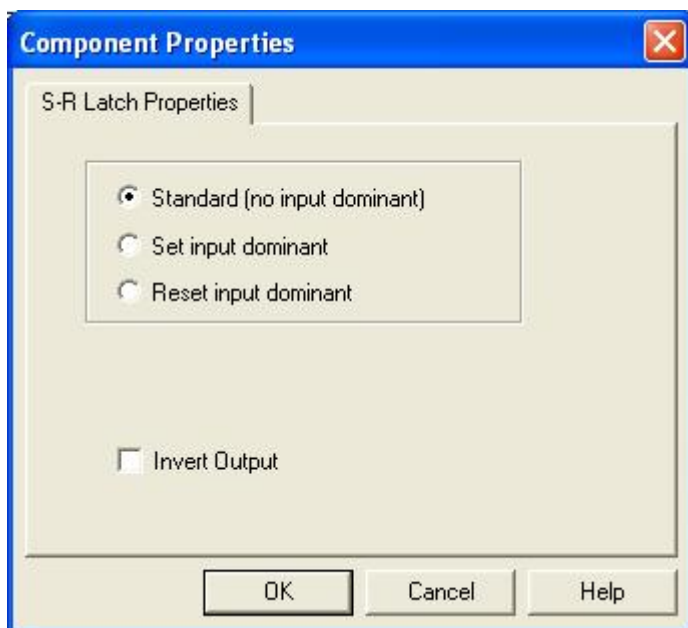 Component Properties
S-R Latch Properties
Standard (no input dominant)
Set input dominant
Reset input dominant
Invert Output
OK Cancel Help